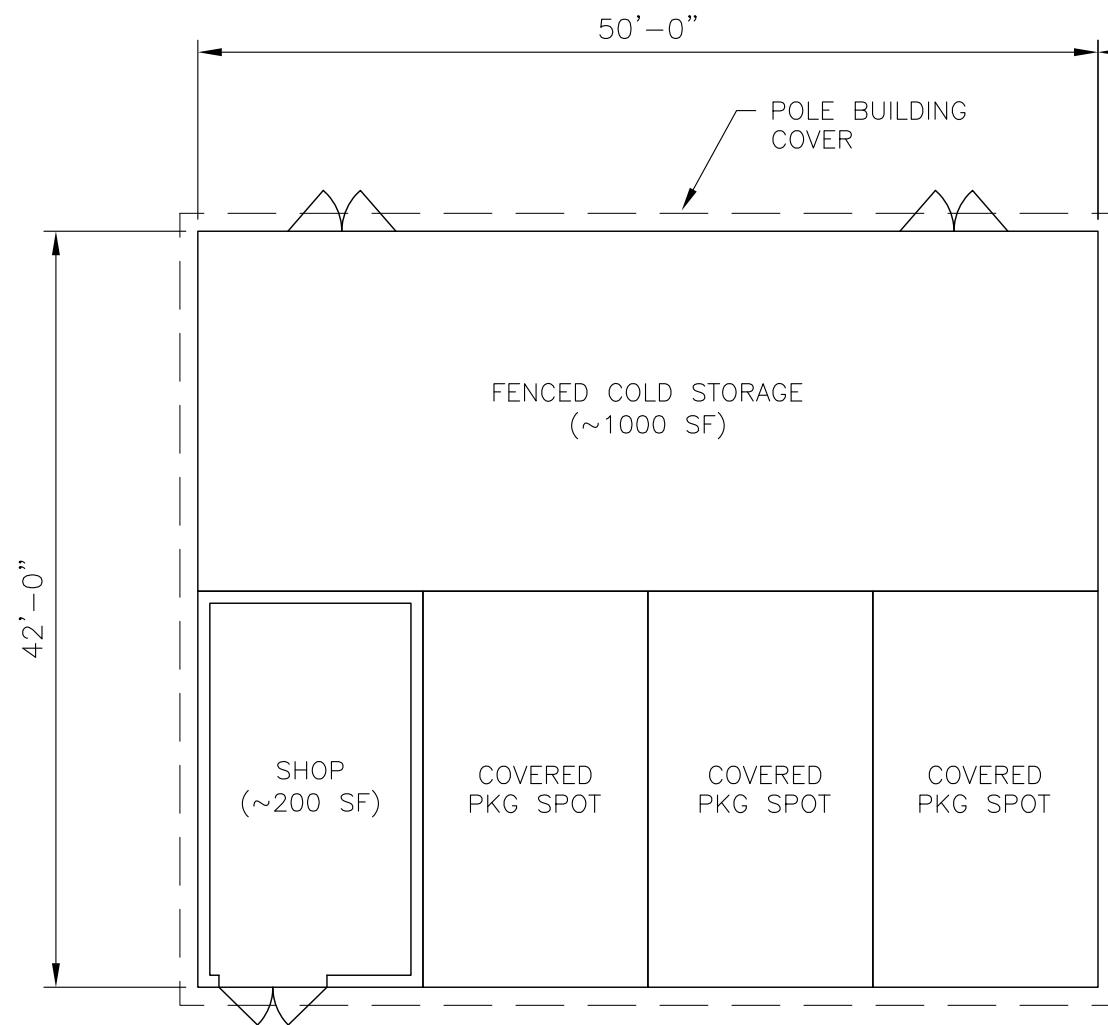 50'-0"
POLE BUILDING
COVER
FENCED COLD STORAGE
(~1000 SF)
42'-0"
SHOP
(~200 SF)
COVERED
PKG SPOT
COVERED
PKG SPOT
COVERED
PKG SPOT